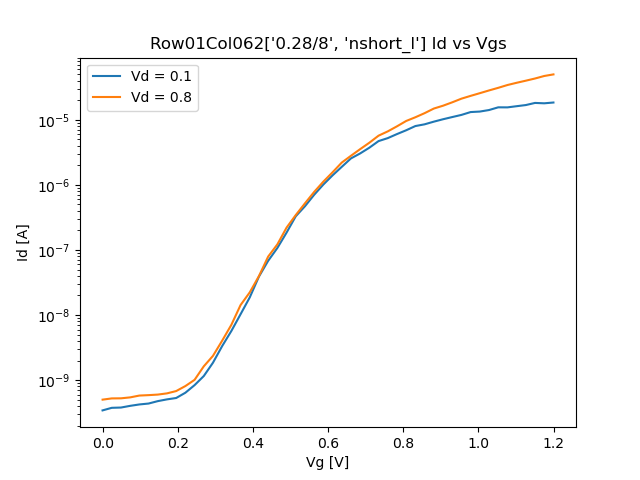 Row01Col062['0.28/8', 'nshort_l'] Id vs Vgs
Vd = 0.1
Vd = 0.8
Id [A]
10⁻⁵
10⁻⁶
10⁻⁷
10⁻⁸
10⁻⁹
0.0 0.2 0.4 0.6 0.8 1.0 1.2
Vg [V]